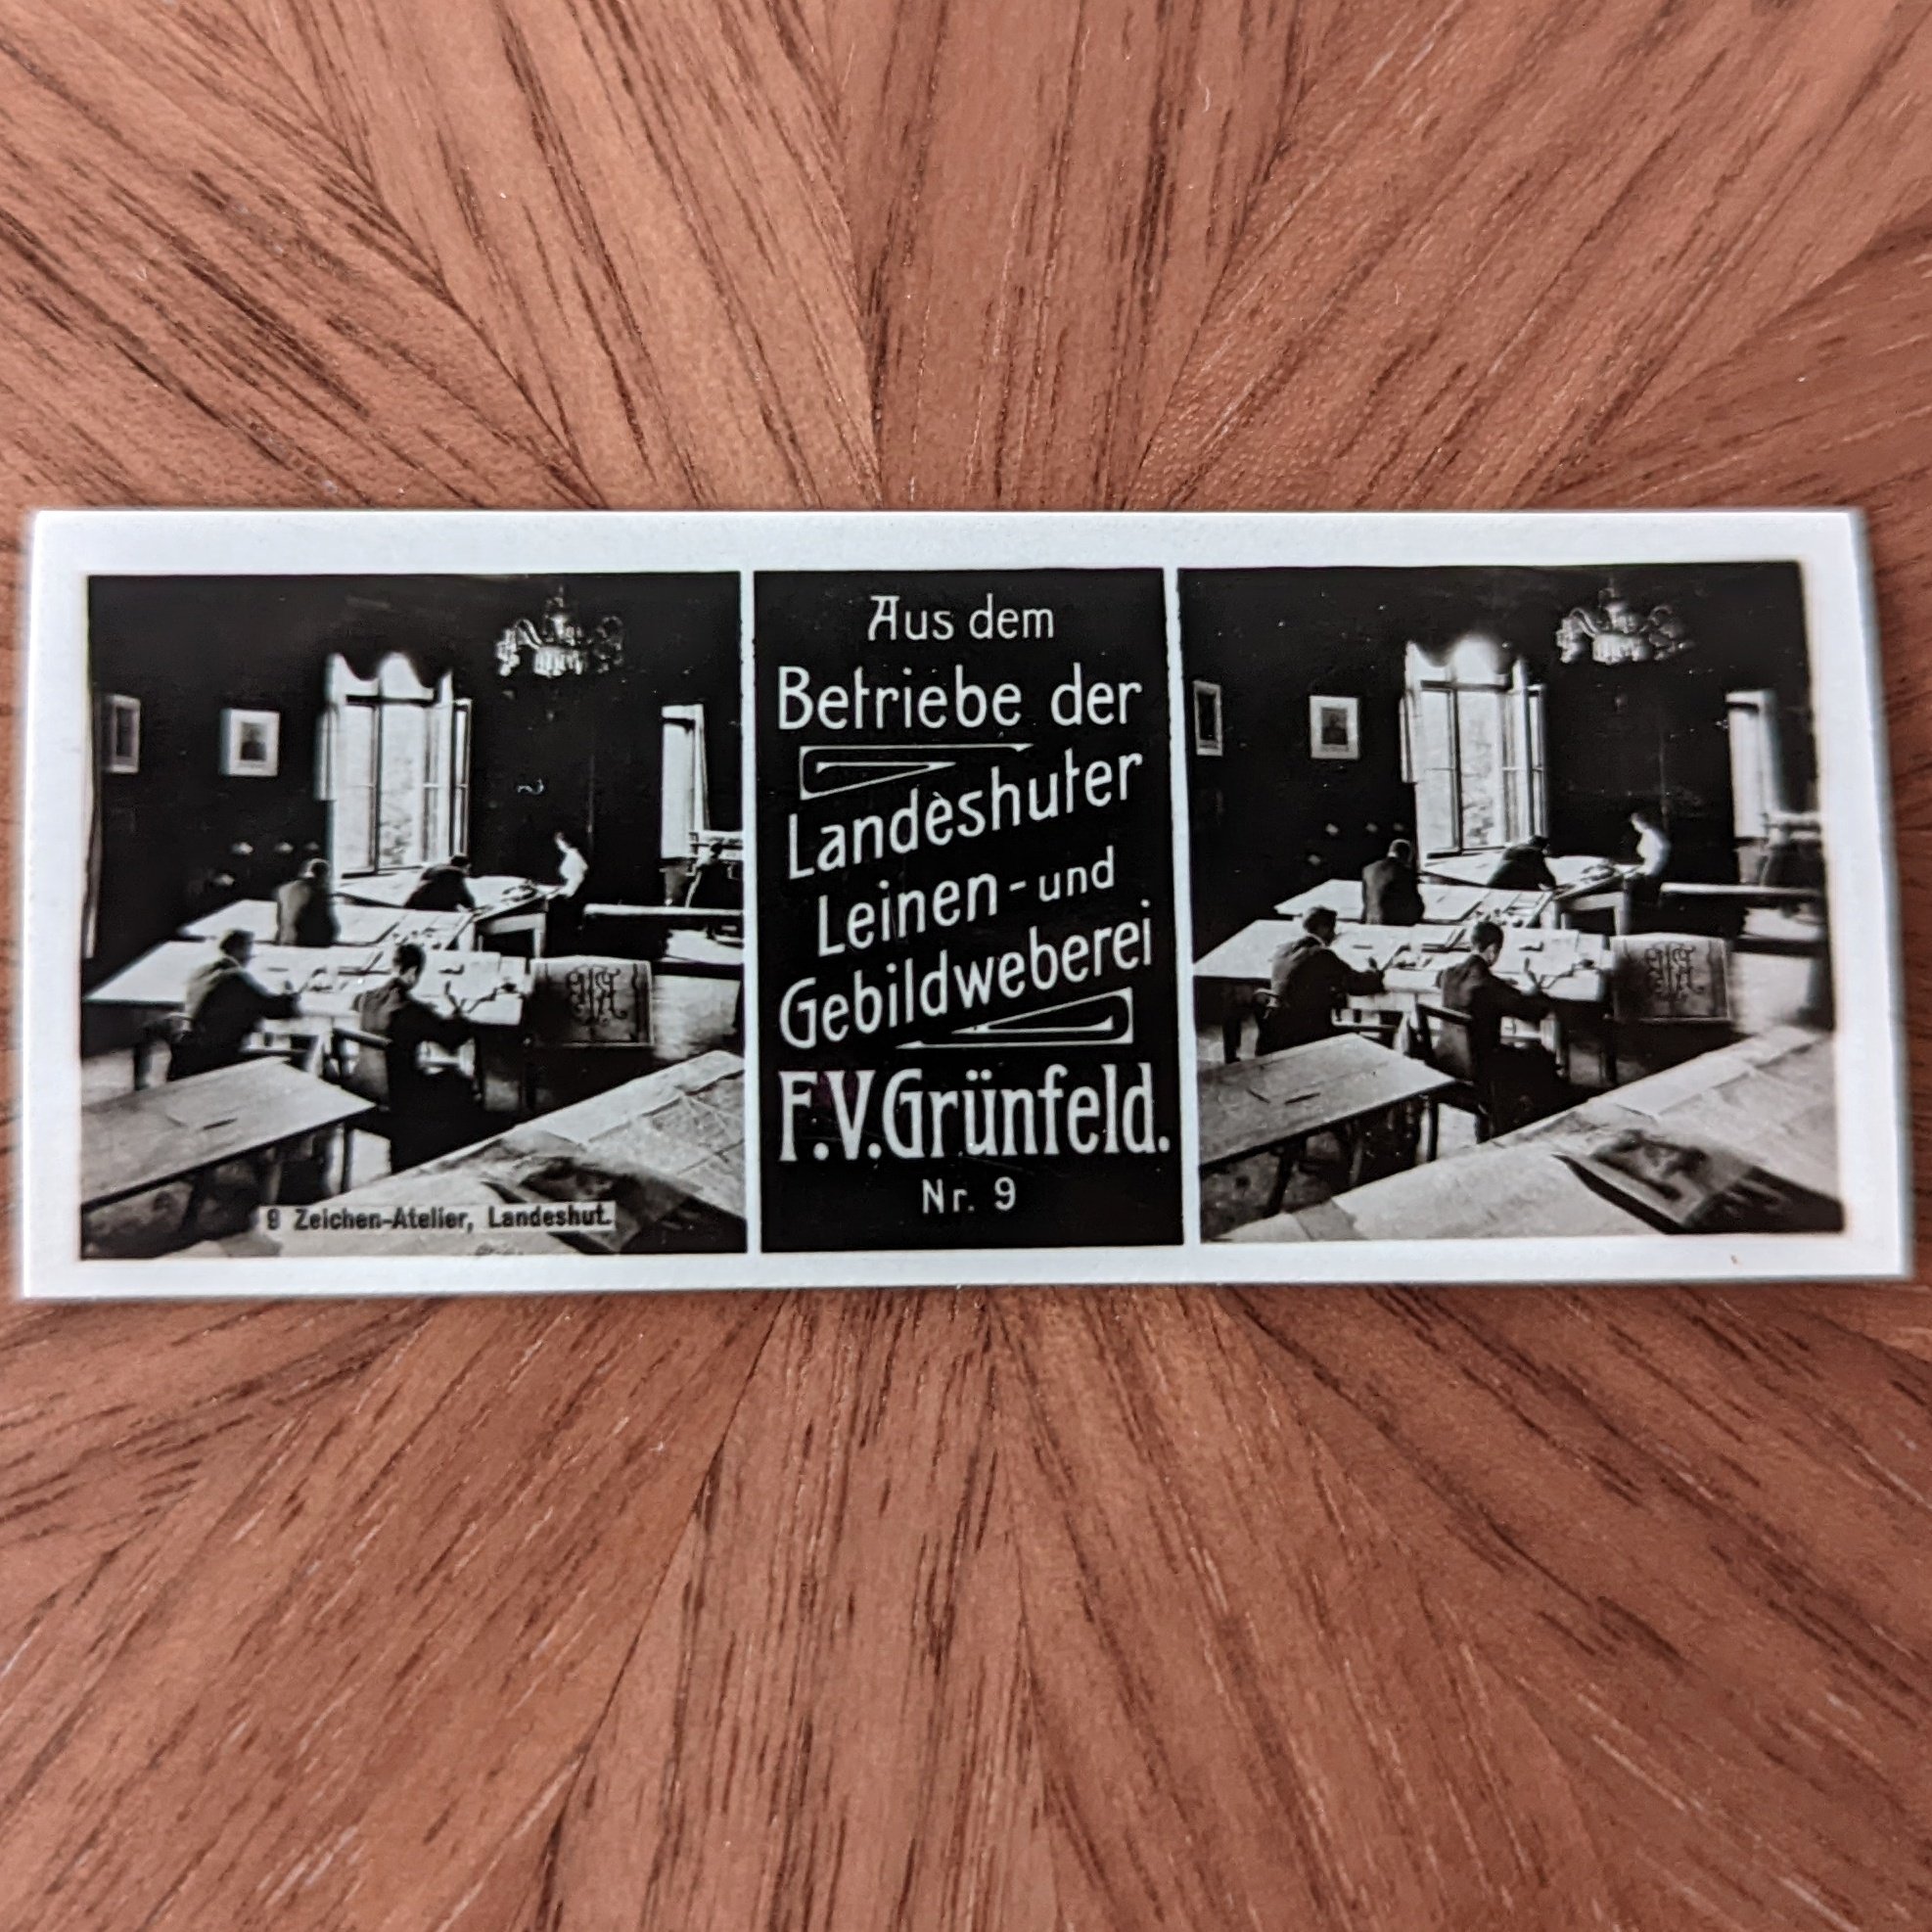 Aus dem
Betriebe der
Landeshuter
Leinen-und
Gebildweberei
F.V.Grünfeld.
Nr. 9
9 Zeichen-Atelier, Landeshut.